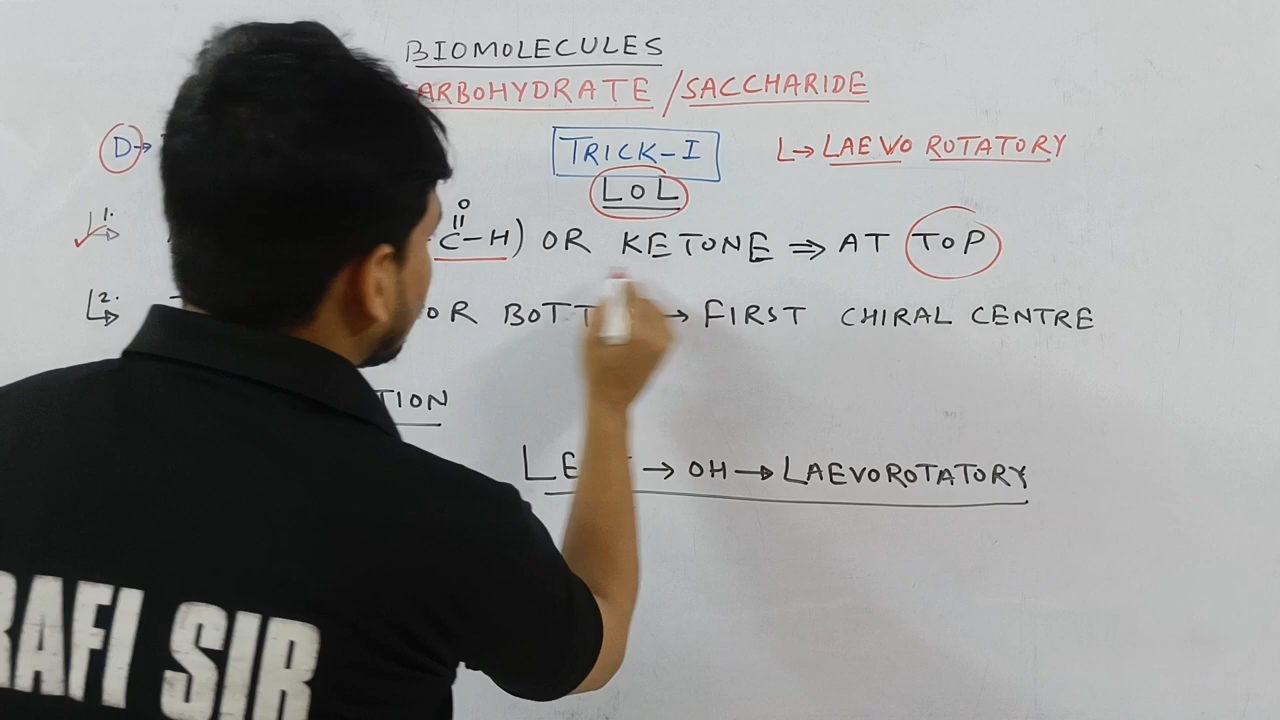 BIOMOLECULES
CARBOHYDRATE / SACCHARIDE
D→ TRICK-I L→ LAEVO ROTATORY
LOL
1. O
C-H) OR KETONE ⇒ AT TOP
2. OR BOTT → FIRST CHIRAL CENTRE
TION
LE → OH → LAEVOROTATORY
RAFI SIR